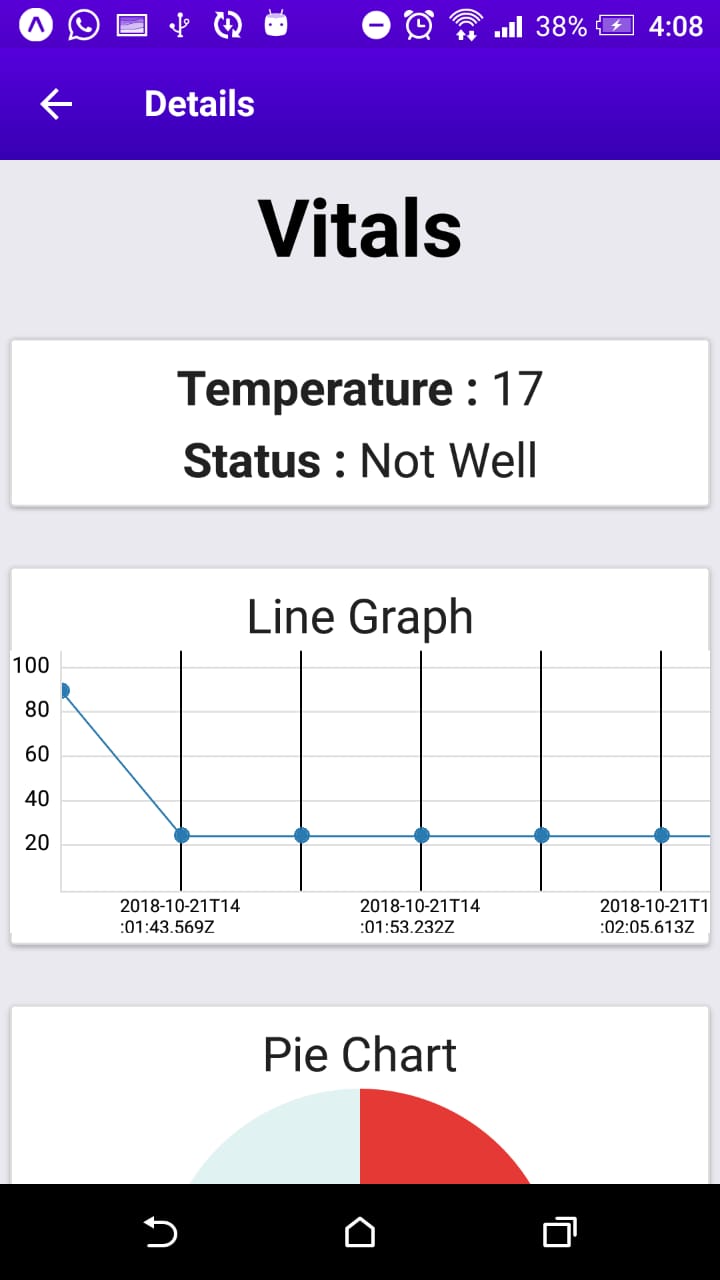 38% 4:08
Details
Vitals
Temperature : 17
Status : Not Well
Line Graph
100
80
60
40
20
2018-10-21T14
:01:43.569Z
2018-10-21T14
:01:53.232Z
2018-10-21T1
:02:05.613Z
Pie Chart